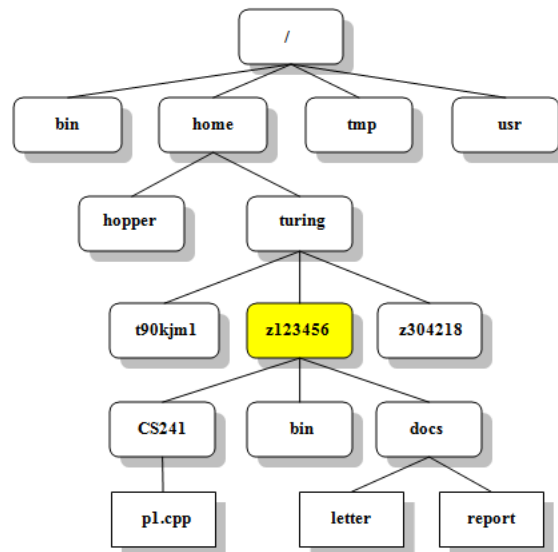 /
bin
home
tmp
usr
hopper
turing
t90kjm1
z123456
z304218
CS241
bin
docs
p1.cpp
letter
report